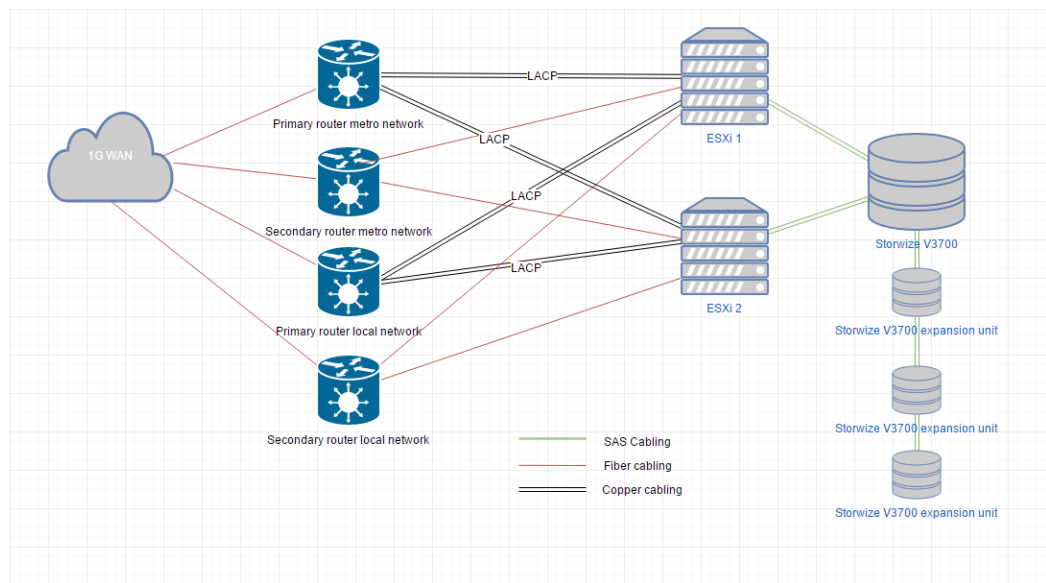 LACP
ESXi 1
Primary router metro network
LACP
1G WAN
LACP
Secondary router metro network
Storwize V3700
LACP
ESXi 2
Primary router local network
Storwize V3700 expansion unit
Storwize V3700 expansion unit
Secondary router local network
SAS Cabling
Fiber cabling
Copper cabling
Storwize V3700 expansion unit